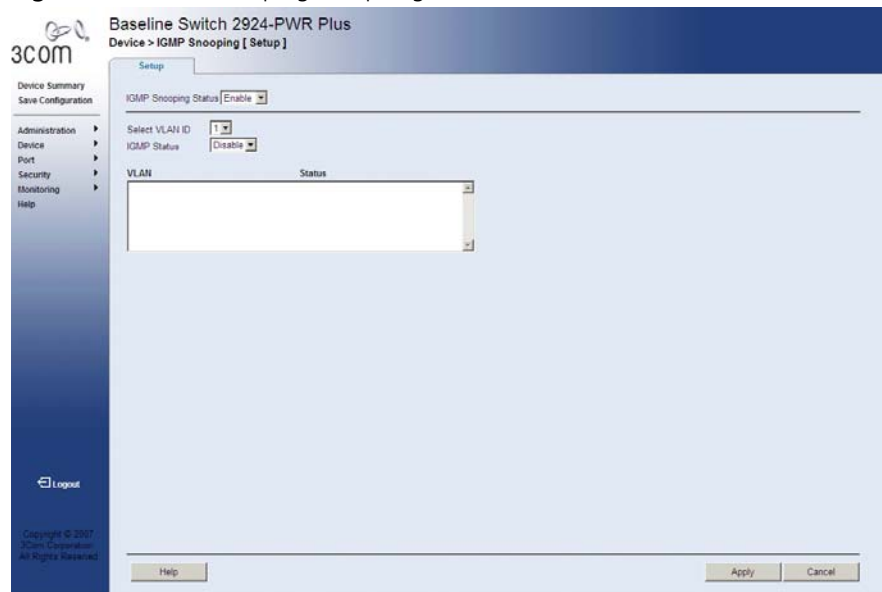 Baseline Switch 2924-PWR Plus
Device > IGMP Snooping [ Setup ]
3COM
Setup
Device Summary
Save Configuration
Administration
Device
Port
Security
Monitoring
Help
IGMP Snooping Status Enable
Select VLAN ID 1
IGMP Status Disable
VLAN Status
Logout
Copyright © 2007
3Com Corporation
All Rights Reserved
Help Apply Cancel